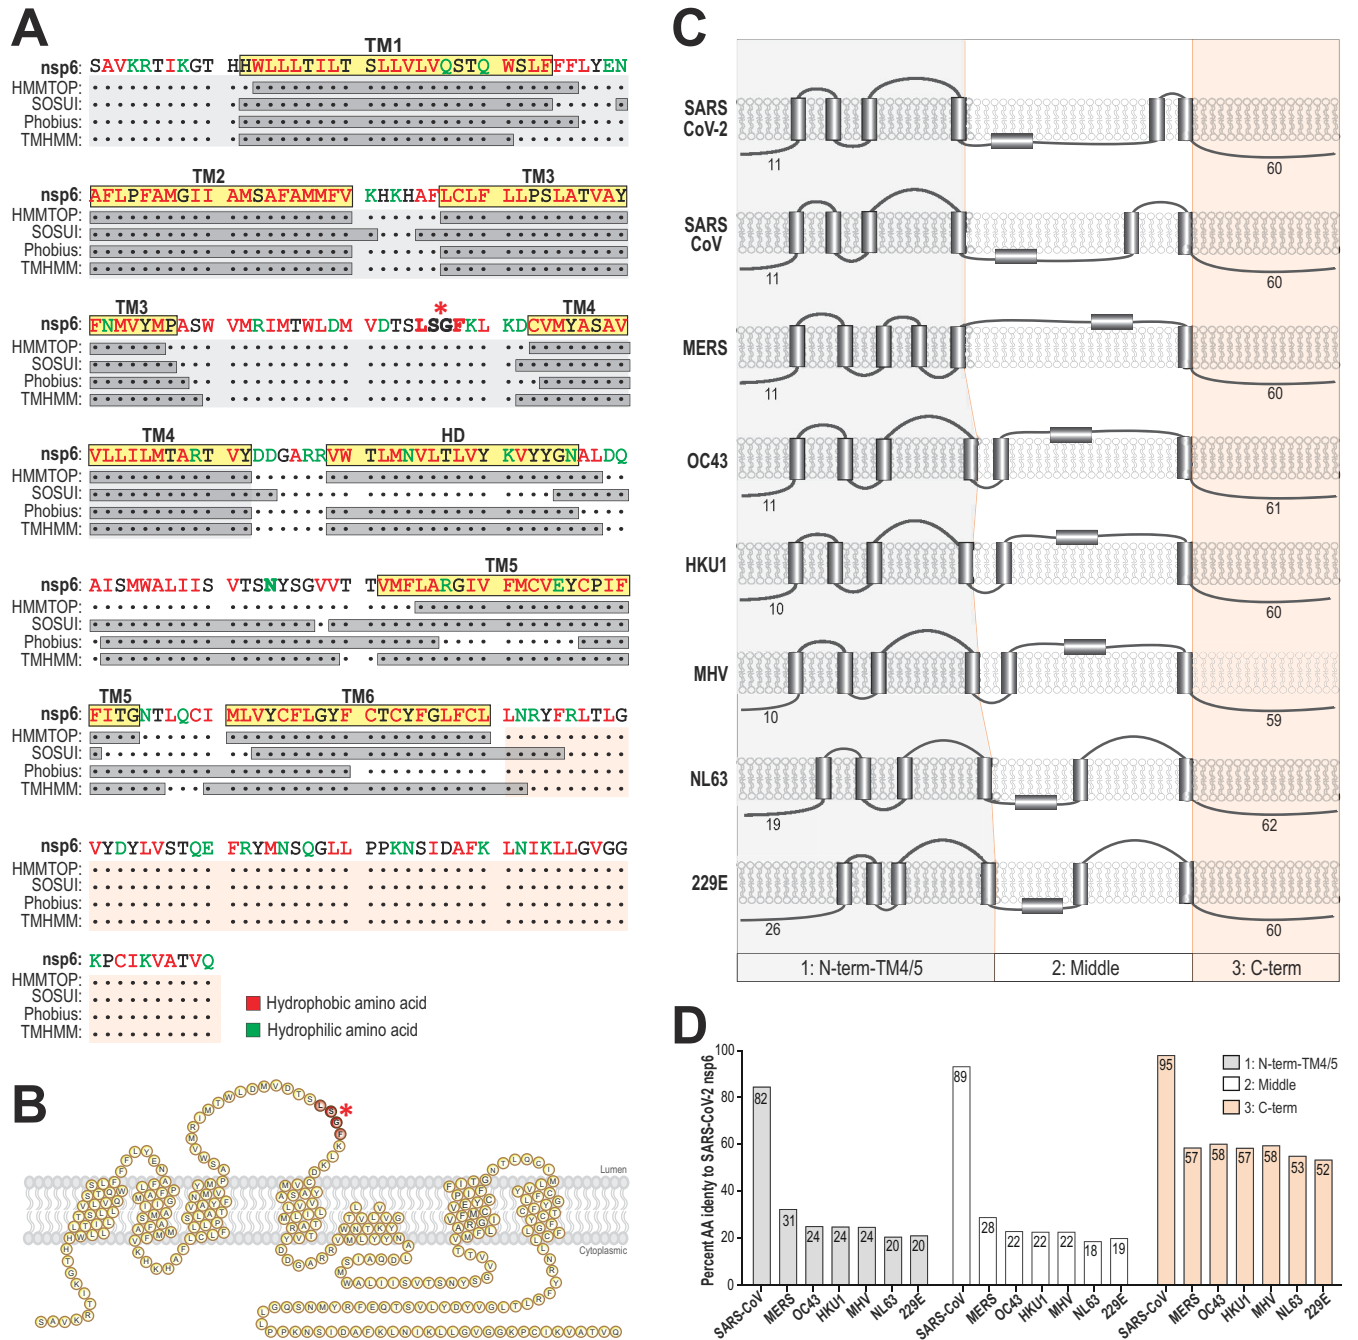 A
TM1
nsp6: SAVKRTIKGT HHWLLLTILT SLLVLVQSTQ WSLFFFLYEN
HMMTOP:
SOSUI:
Phobius:
TMHMM:
TM2 TM3
nsp6: AFLPFAMGII AMSAFAMMFV KHKHAFLCLF LLPSLATVAY
HMMTOP:
SOSUI:
Phobius:
TMHMM:
TM3 TM4
*
nsp6: FNMVYMPASW VMRIMTWLDM VDTSLSGFKL KDCVMYASAV
HMMTOP:
SOSUI:
Phobius:
TMHMM:
TM4 HD
nsp6: VLLILMTART VYDDGARRVW TLMNVLTLVY KVYYGNALDQ
HMMTOP:
SOSUI:
Phobius:
TMHMM:
TM5
nsp6: AISMWALIIS VTSNYSGVVT TVMFLARGIV FMCVEYCPIF
HMMTOP:
SOSUI:
Phobius:
TMHMM:
TM5 TM6
nsp6: FITGNTLQCI MLVYCFLGYF CTCYFGLFCL LNRYFRLTLG
HMMTOP:
SOSUI:
Phobius:
TMHMM:
nsp6: VYDYLVSTQE FRYMNSQGLL PPKNSIDAFK LNIKLLGVGG
HMMTOP:
SOSUI:
Phobius:
TMHMM:
nsp6: KPCIKVATVQ
HMMTOP:
SOSUI:
Phobius:
TMHMM:
Hydrophobic amino acid
Hydrophilic amino acid
B
*
Lumen
Cytoplasmic
SAVKR
LGQSNMYRFEQTSVLYDYVGLTLRF
PPKNSIDAFKLNIKLLGVGGKPCIKVATVQ
C
SARS
CoV-2
11
60
SARS
CoV
11
60
MERS
11
60
OC43
11
61
HKU1
10
60
MHV
10
59
NL63
19
62
229E
26
60
1: N-term-TM4/5
2: Middle
3: C-term
D
Percent AA identy to SARS-CoV-2 nsp6
100
80
60
40
20
0
82 31 24 24 24 20 20
89 28 22 22 22 18 19
95 57 58 57 58 53 52
SARS-CoV MERS OC43 HKU1 MHV NL63 229E
SARS-CoV MERS OC43 HKU1 MHV NL63 229E
SARS-CoV MERS OC43 HKU1 MHV NL63 229E
1: N-term-TM4/5
2: Middle
3: C-term